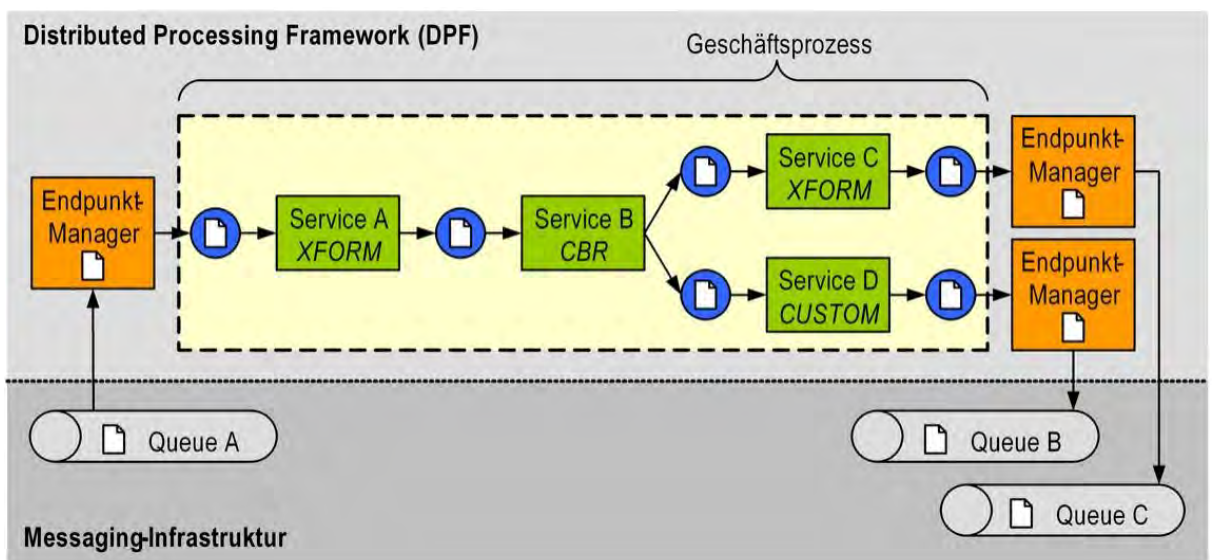 Distributed Processing Framework (DPF)
Geschäftsprozess
Endpunkt-
Manager
Service A
XFORM
Service B
CBR
Service C
XFORM
Service D
CUSTOM
Endpunkt-
Manager
Endpunkt-
Manager
Queue A
Queue B
Queue C
Messaging-Infrastruktur